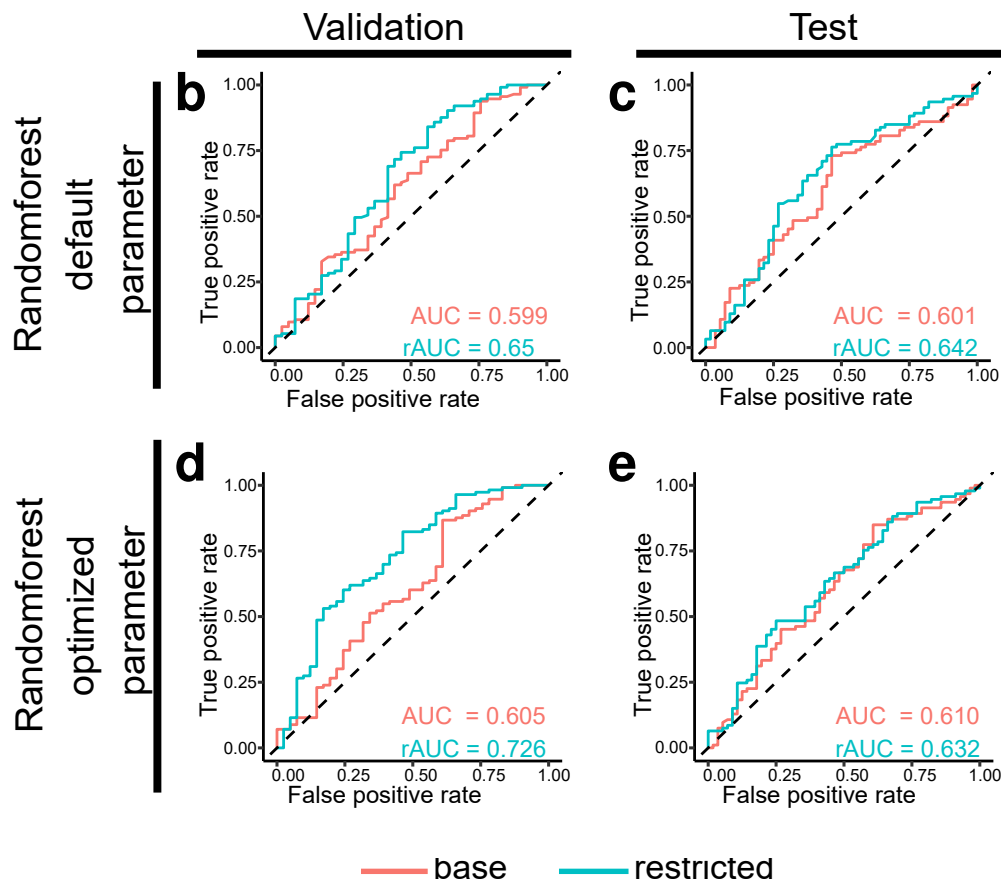 Validation
Test
Randomforest
default
parameter
b
1.00
0.75
0.50
0.25
0.00
True positive rate
AUC = 0.599
rAUC = 0.65
0.00 0.25 0.50 0.75 1.00
False positive rate
c
1.00
0.75
0.50
0.25
0.00
True positive rate
AUC = 0.601
rAUC = 0.642
0.00 0.25 0.50 0.75 1.00
False positive rate
Randomforest
optimized
parameter
d
1.00
0.75
0.50
0.25
0.00
True positive rate
AUC = 0.605
rAUC = 0.726
0.00 0.25 0.50 0.75 1.00
False positive rate
e
1.00
0.75
0.50
0.25
0.00
True positive rate
AUC = 0.610
rAUC = 0.632
0.00 0.25 0.50 0.75 1.00
False positive rate
base restricted